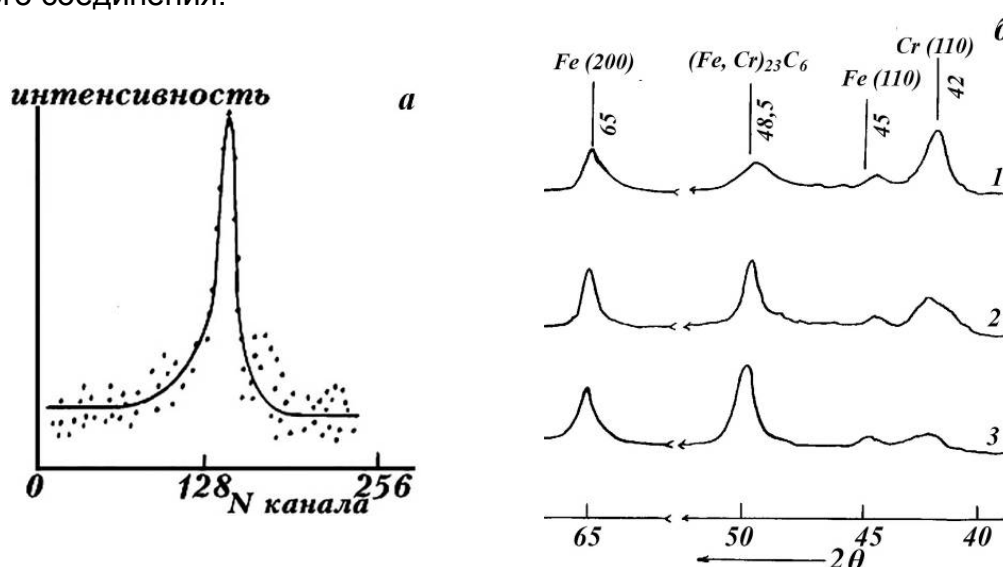 интенсивность а
0 128 256
N канала
б
Fe (200) (Fe, Cr)23C6 Fe (110) Cr (110)
65 48,5 45 42
1
2
3
65 50 45 40
2θ